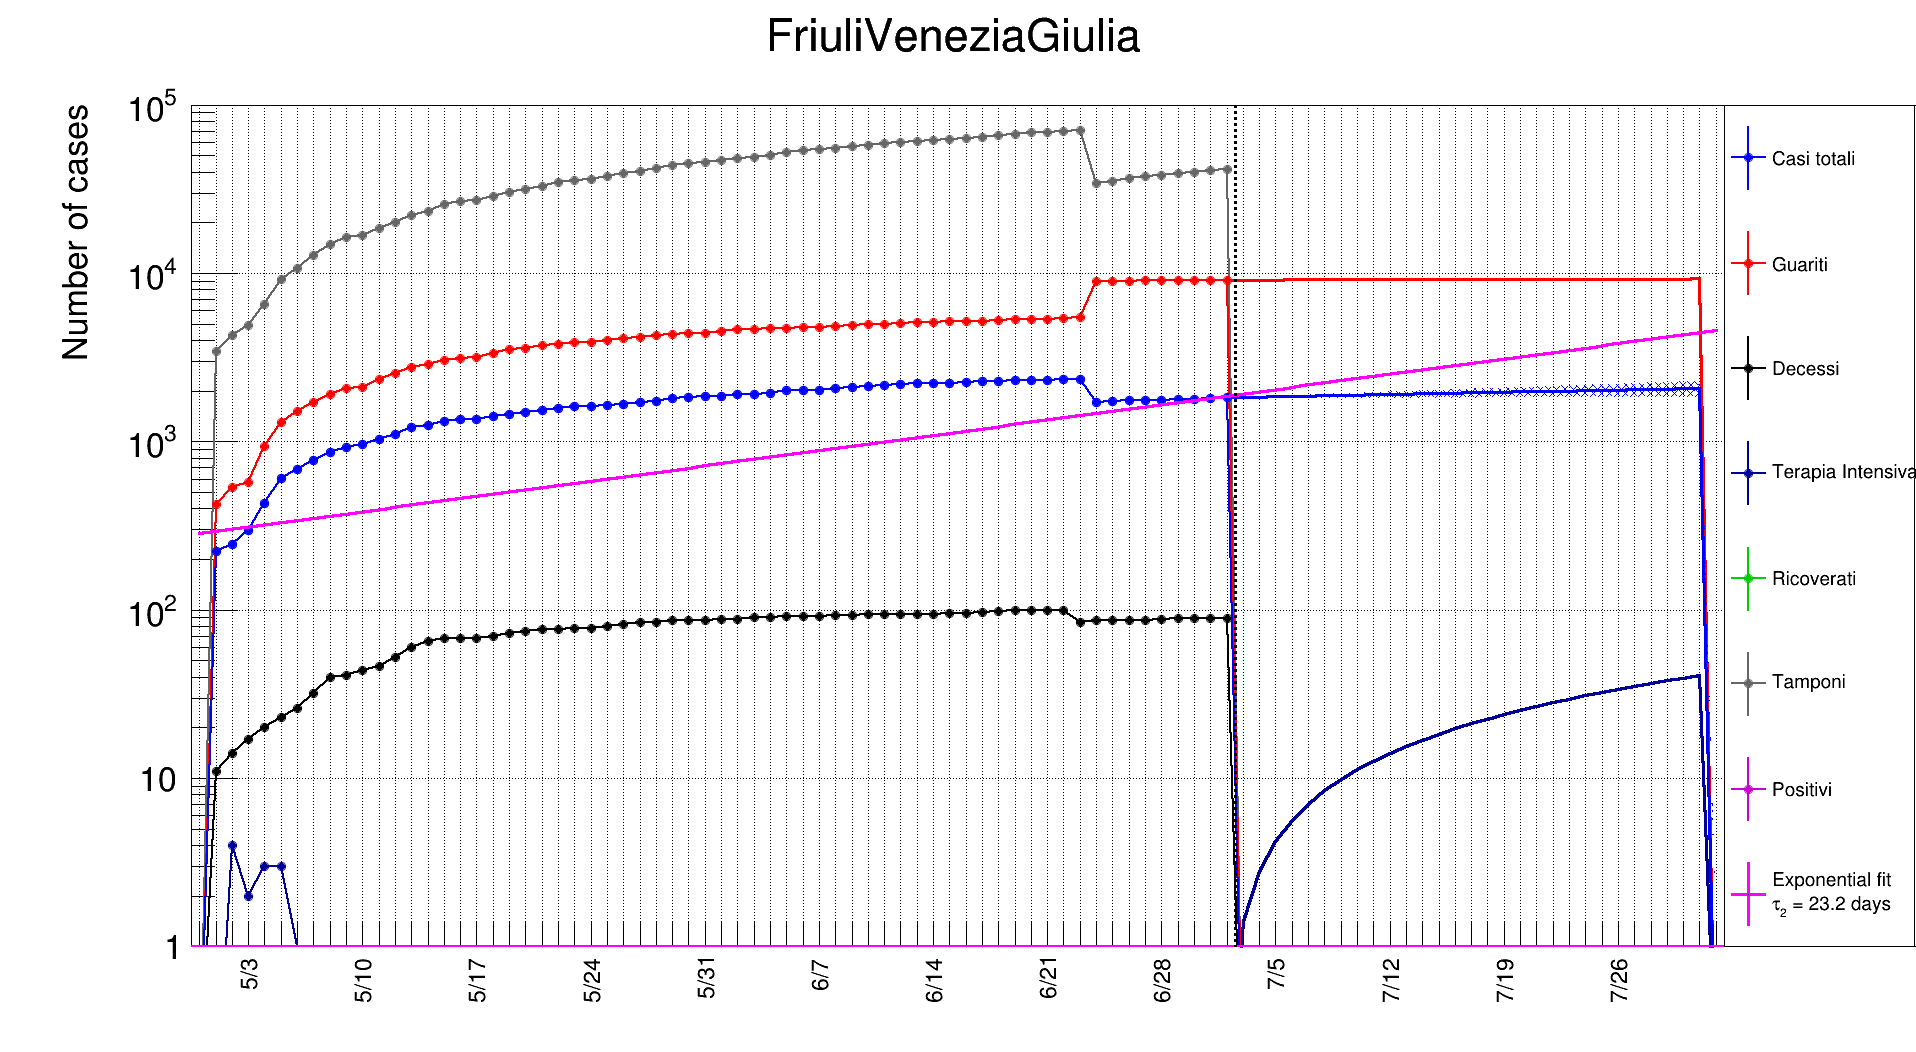 FriuliVeneziaGiulia
Number of cases
10^5
10^4
10^3
10^2
10
1
5/3
5/10
5/17
5/24
5/31
6/7
6/14
6/21
6/28
7/5
7/12
7/19
7/26
Casi totali
Guariti
Decessi
Terapia Intensiva
Ricoverati
Tamponi
Positivi
Exponential fit
τ₂ = 23.2 days